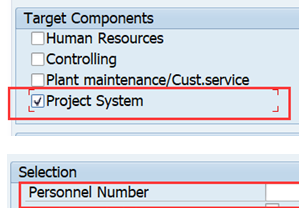 Target Components
Human Resources
Controlling
Plant maintenance/Cust.service
Project System
Selection
Personnel Number